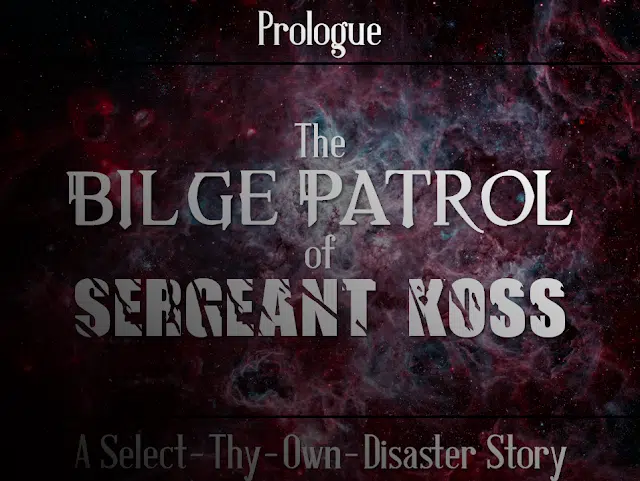 Prologue
The
BILGE PATROL
of
SERGEANT KOSS
A Select-Thy-Own-Disaster Story